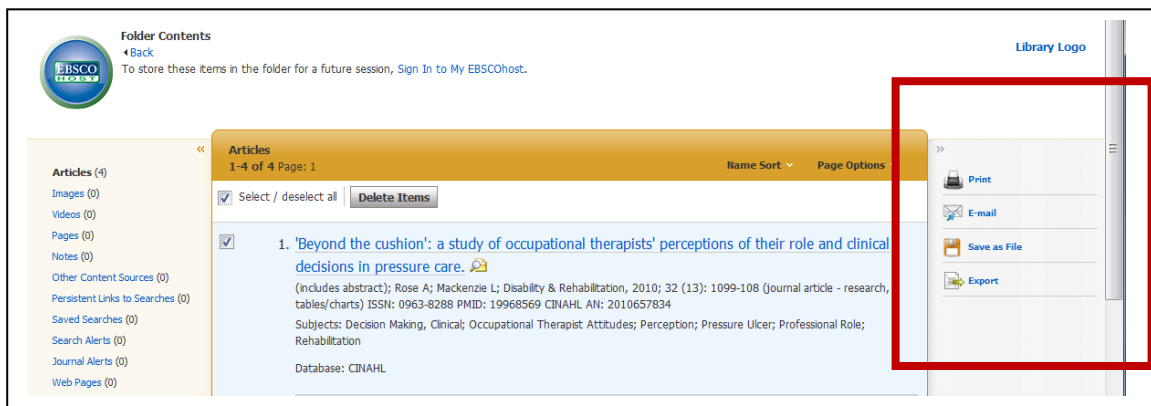 Folder Contents
Back
To store these items in the folder for a future session, Sign In to My EBSCOhost.
EBSCO
HOST
Library Logo
«
Articles (4)
Images (0)
Videos (0)
Pages (0)
Notes (0)
Other Content Sources (0)
Persistent Links to Searches (0)
Saved Searches (0)
Search Alerts (0)
Journal Alerts (0)
Web Pages (0)
Articles
1-4 of 4 Page: 1
Name Sort Page Options
Select / deselect all Delete Items
1. 'Beyond the cushion': a study of occupational therapists' perceptions of their role and clinical
decisions in pressure care.
(includes abstract); Rose A; Mackenzie L; Disability & Rehabilitation, 2010; 32 (13): 1099-108 (journal article - research,
tables/charts) ISSN: 0963-8288 PMID: 19968569 CINAHL AN: 2010657834
Subjects: Decision Making, Clinical; Occupational Therapist Attitudes; Perception; Pressure Ulcer; Professional Role;
Rehabilitation
Database: CINAHL
»
Print
E-mail
Save as File
Export